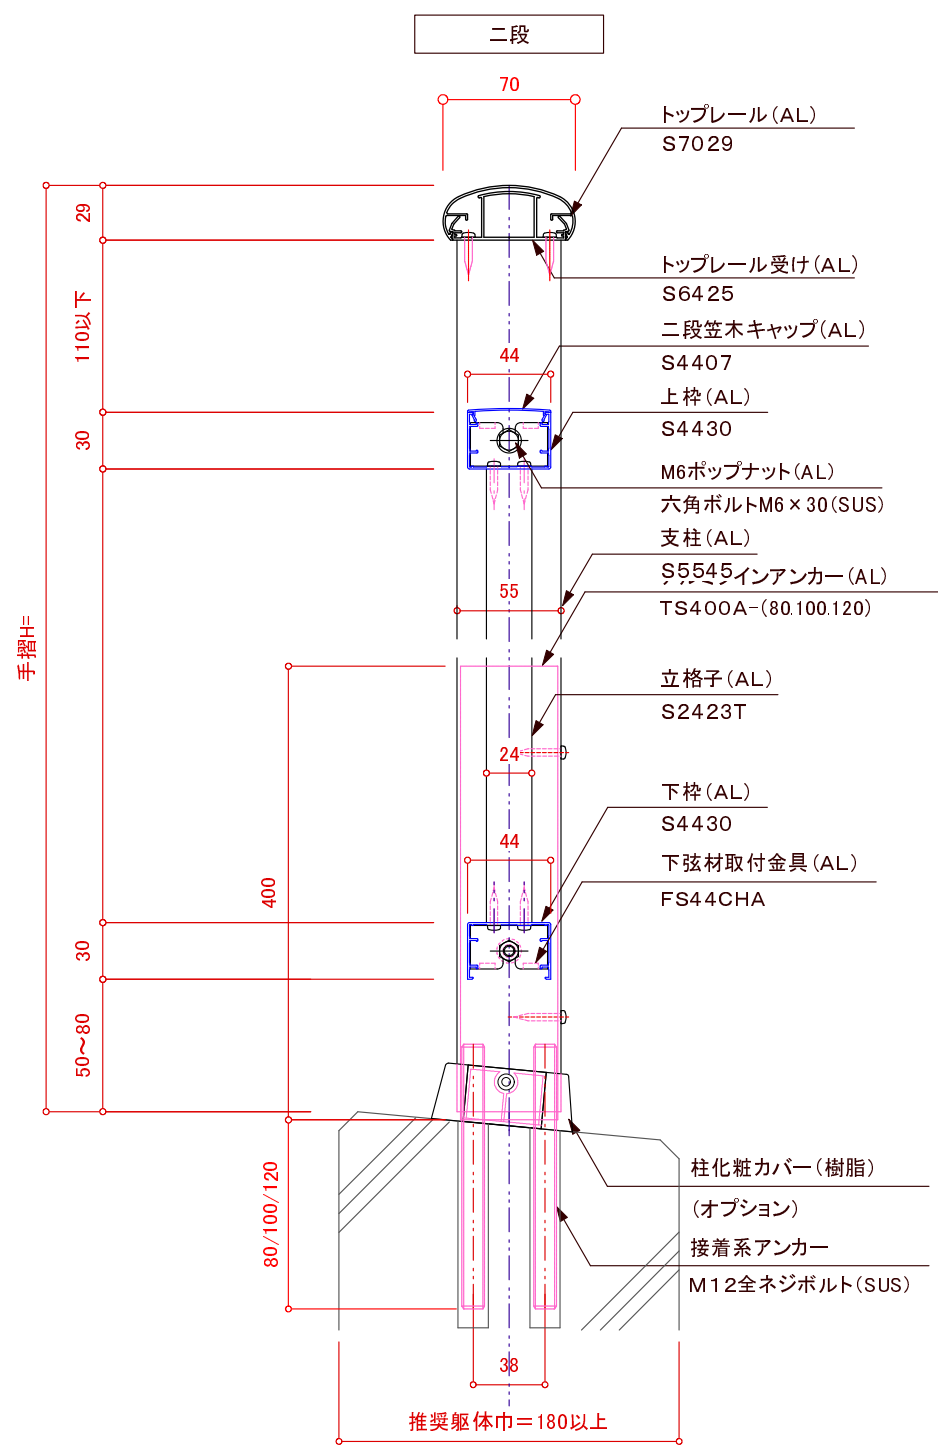 二段
70
トップレール(AL)
S7029
29
トップレール受け(AL)
S6425
110以下
二段笠木キャップ(AL)
S4407
44
上枠(AL)
S4430
30
M6ポップナット(AL)
六角ボルトM6×30(SUS)
支柱(AL)
S5545
インアンカー(AL)
TS400A-(80.100.120)
55
手摺H=
立格子(AL)
S2423T
24
下枠(AL)
S4430
44
下弦材取付金具(AL)
FS44CHA
400
30
50～80
柱化粧カバー(樹脂)
(オプション)
接着系アンカー
M12全ネジボルト(SUS)
80/100/120
38
推奨躯体巾=180以上